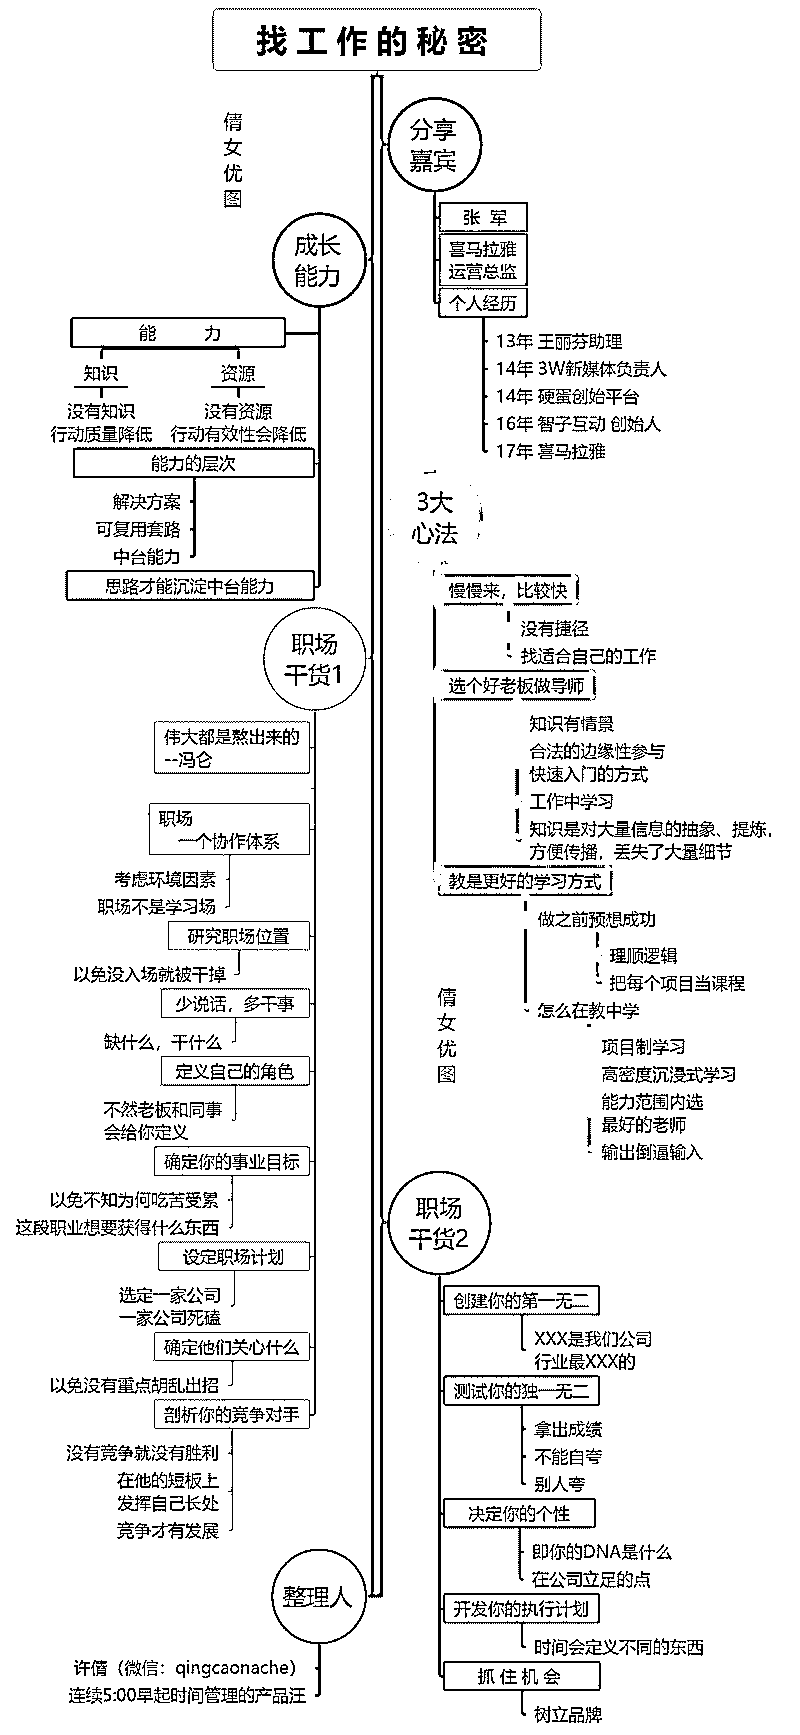 找工作的秘密
倩
女
优
图
分享
嘉宾
张 军
喜马拉雅
运营总监
个人经历
13年 王丽芬助理
14年 3W新媒体负责人
14年 硬蛋创始平台
16年 智子互动 创始人
17年 喜马拉雅
成长
能力
能 力
知识
没有知识
行动质量降低
资源
没有资源
行动有效性会降低
能力的层次
解决方案
可复用套路
中台能力
思路才能沉淀中台能力
3大
心法
慢慢来，比较快
没有捷径
找适合自己的工作
选个好老板做导师
知识有情景
合法的边缘性参与
快速入门的方式
工作中学习
知识是对大量信息的抽象、提炼，
方便传播，丢失了大量细节
教是更好的学习方式
做之前预想成功
理顺逻辑
把每个项目当课程
怎么在教中学
项目制学习
高密度沉浸式学习
能力范围内选
最好的老师
输出倒逼输入
倩
女
优
图
职场
干货1
伟大都是熬出来的
--冯仑
职场
一个协作体系
考虑环境因素
职场不是学习场
研究职场位置
以免没入场就被干掉
少说话，多干事
缺什么，干什么
定义自己的角色
不然老板和同事
会给你定义
确定你的事业目标
以免不知为何吃苦受累
这段职业想要获得什么东西
设定职场计划
选定一家公司
一家公司死磕
确定他们关心什么
以免没有重点胡乱出招
剖析你的竞争对手
没有竞争就没有胜利
在他的短板上
发挥自己长处
竞争才有发展
职场
干货2
创建你的第一无二
XXX是我们公司
行业最XXX的
测试你的独一无二
拿出成绩
不能自夸
别人夸
决定你的个性
即你的DNA是什么
在公司立足的点
开发你的执行计划
时间会定义不同的东西
抓住机会
树立品牌
整理人
许倩（微信：qingcaonache）
连续5:00早起时间管理的产品汪